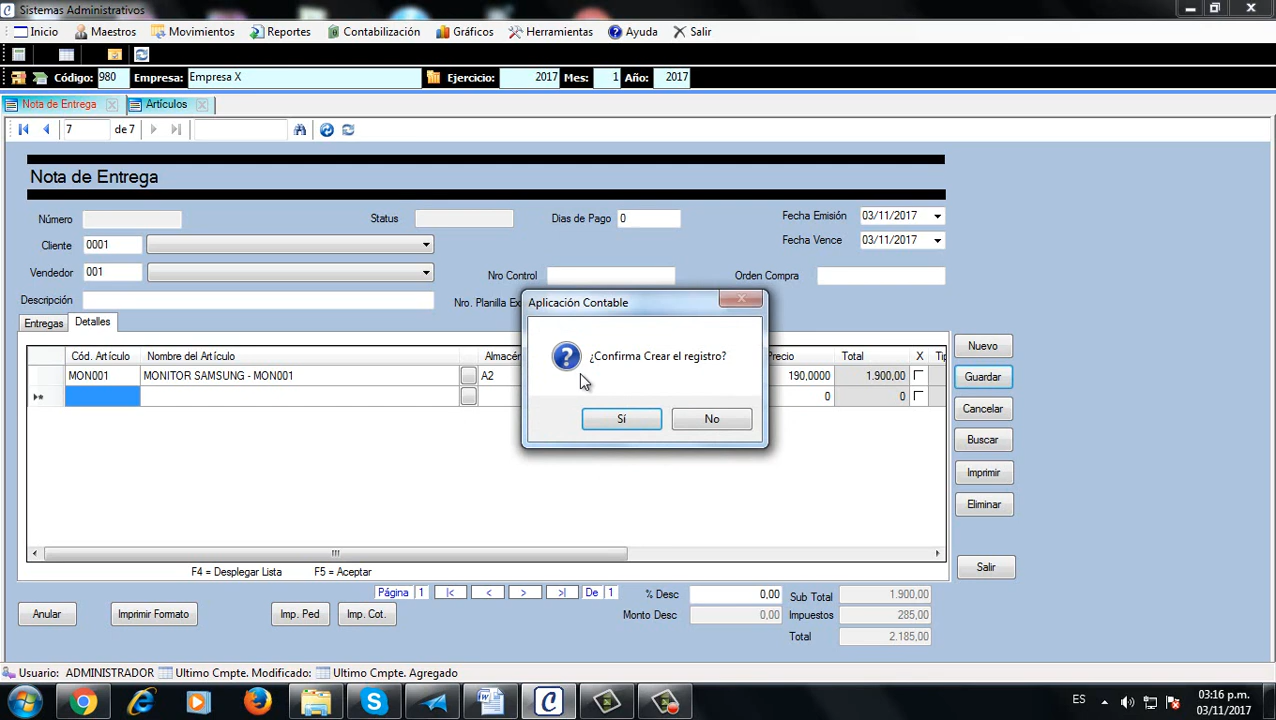 Sistemas Administrativos
Inicio Maestros Movimientos Reportes Contabilización Gráficos Herramientas Ayuda Salir
Código: 980 Empresa: Empresa X Ejercicio: 2017 Mes: 1 Año: 2017
Nota de Entrega Artículos
7 de 7
Nota de Entrega
Número Status Dias de Pago 0 Fecha Emisión 03/11/2017
Cliente 0001 Fecha Vence 03/11/2017
Vendedor 001 Nro Control Orden Compra
Descripción Nro. Planilla
Aplicación Contable
¿Confirma Crear el registro?
Sí No
Entregas Detalles
Cód. Artículo Nombre del Artículo Almacén Precio Total X
MON001 MONITOR SAMSUNG - MON001 A2 190,0000 1.900,00
0 0
Nuevo
Guardar
Cancelar
Buscar
Imprimir
Eliminar
Salir
F4 = Desplegar Lista F5 = Aceptar
Página 1 |< < > >| De 1 % Desc 0,00 Sub Total 1.900,00
Anular Imprimir Formato Imp. Ped Imp. Cot. Monto Desc 0,00 Impuestos 285,00
Total 2.185,00
Usuario: ADMINISTRADOR Ultimo Cmpte. Modificado: Ultimo Cmpte. Agregado
ES 03:16 p.m.
03/11/2017